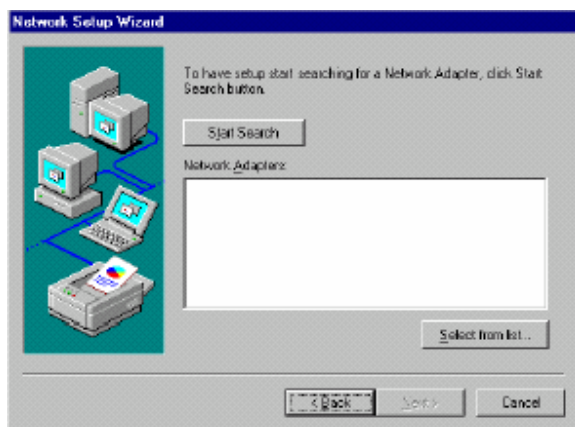 Network Setup Wizard
To have setup start searching for a Network Adapter, click Start
Search button.
Start Search
Network Adapters:
Select from list...
< Back
Next >
Cancel